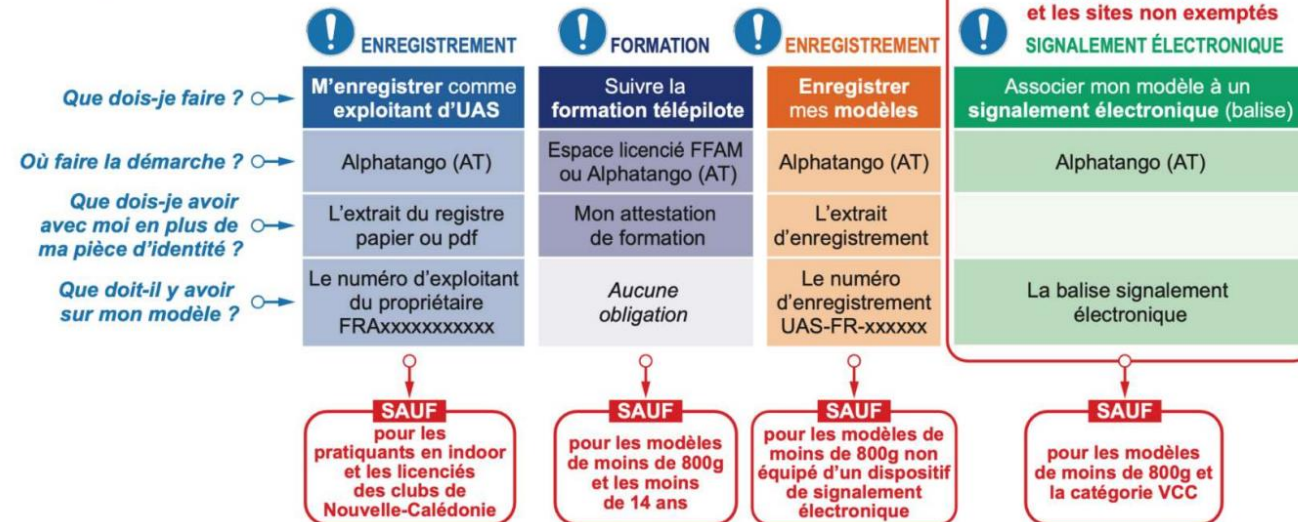 et les sites non exemptés
ENREGISTREMENT
FORMATION
ENREGISTREMENT
SIGNALEMENT ÉLECTRONIQUE
Que dois-je faire ?
M'enregistrer comme
exploitant d'UAS
Suivre la
formation télépilote
Enregistrer
mes modèles
Associer mon modèle à un
signalement électronique (balise)
Où faire la démarche ?
Alphatango (AT)
Espace licencié FFAM
ou Alphatango (AT)
Alphatango (AT)
Alphatango (AT)
Que dois-je avoir
avec moi en plus de
ma pièce d'identité ?
L'extrait du registre
papier ou pdf
Mon attestation
de formation
L'extrait
d'enregistrement
Que doit-il y avoir
sur mon modèle ?
Le numéro d'exploitant
du propriétaire
FRAxxxxxxxxxxx
Aucune
obligation
Le numéro
d'enregistrement
UAS-FR-xxxxxx
La balise signalement
électronique
SAUF
pour les
pratiquants en indoor
et les licenciés
des clubs de
Nouvelle-Calédonie
SAUF
pour les modèles
de moins de 800g
et les moins
de 14 ans
SAUF
pour les modèles de
moins de 800g non
équipé d'un dispositif
de signalement
électronique
SAUF
pour les modèles
de moins de 800g et
la catégorie VCC